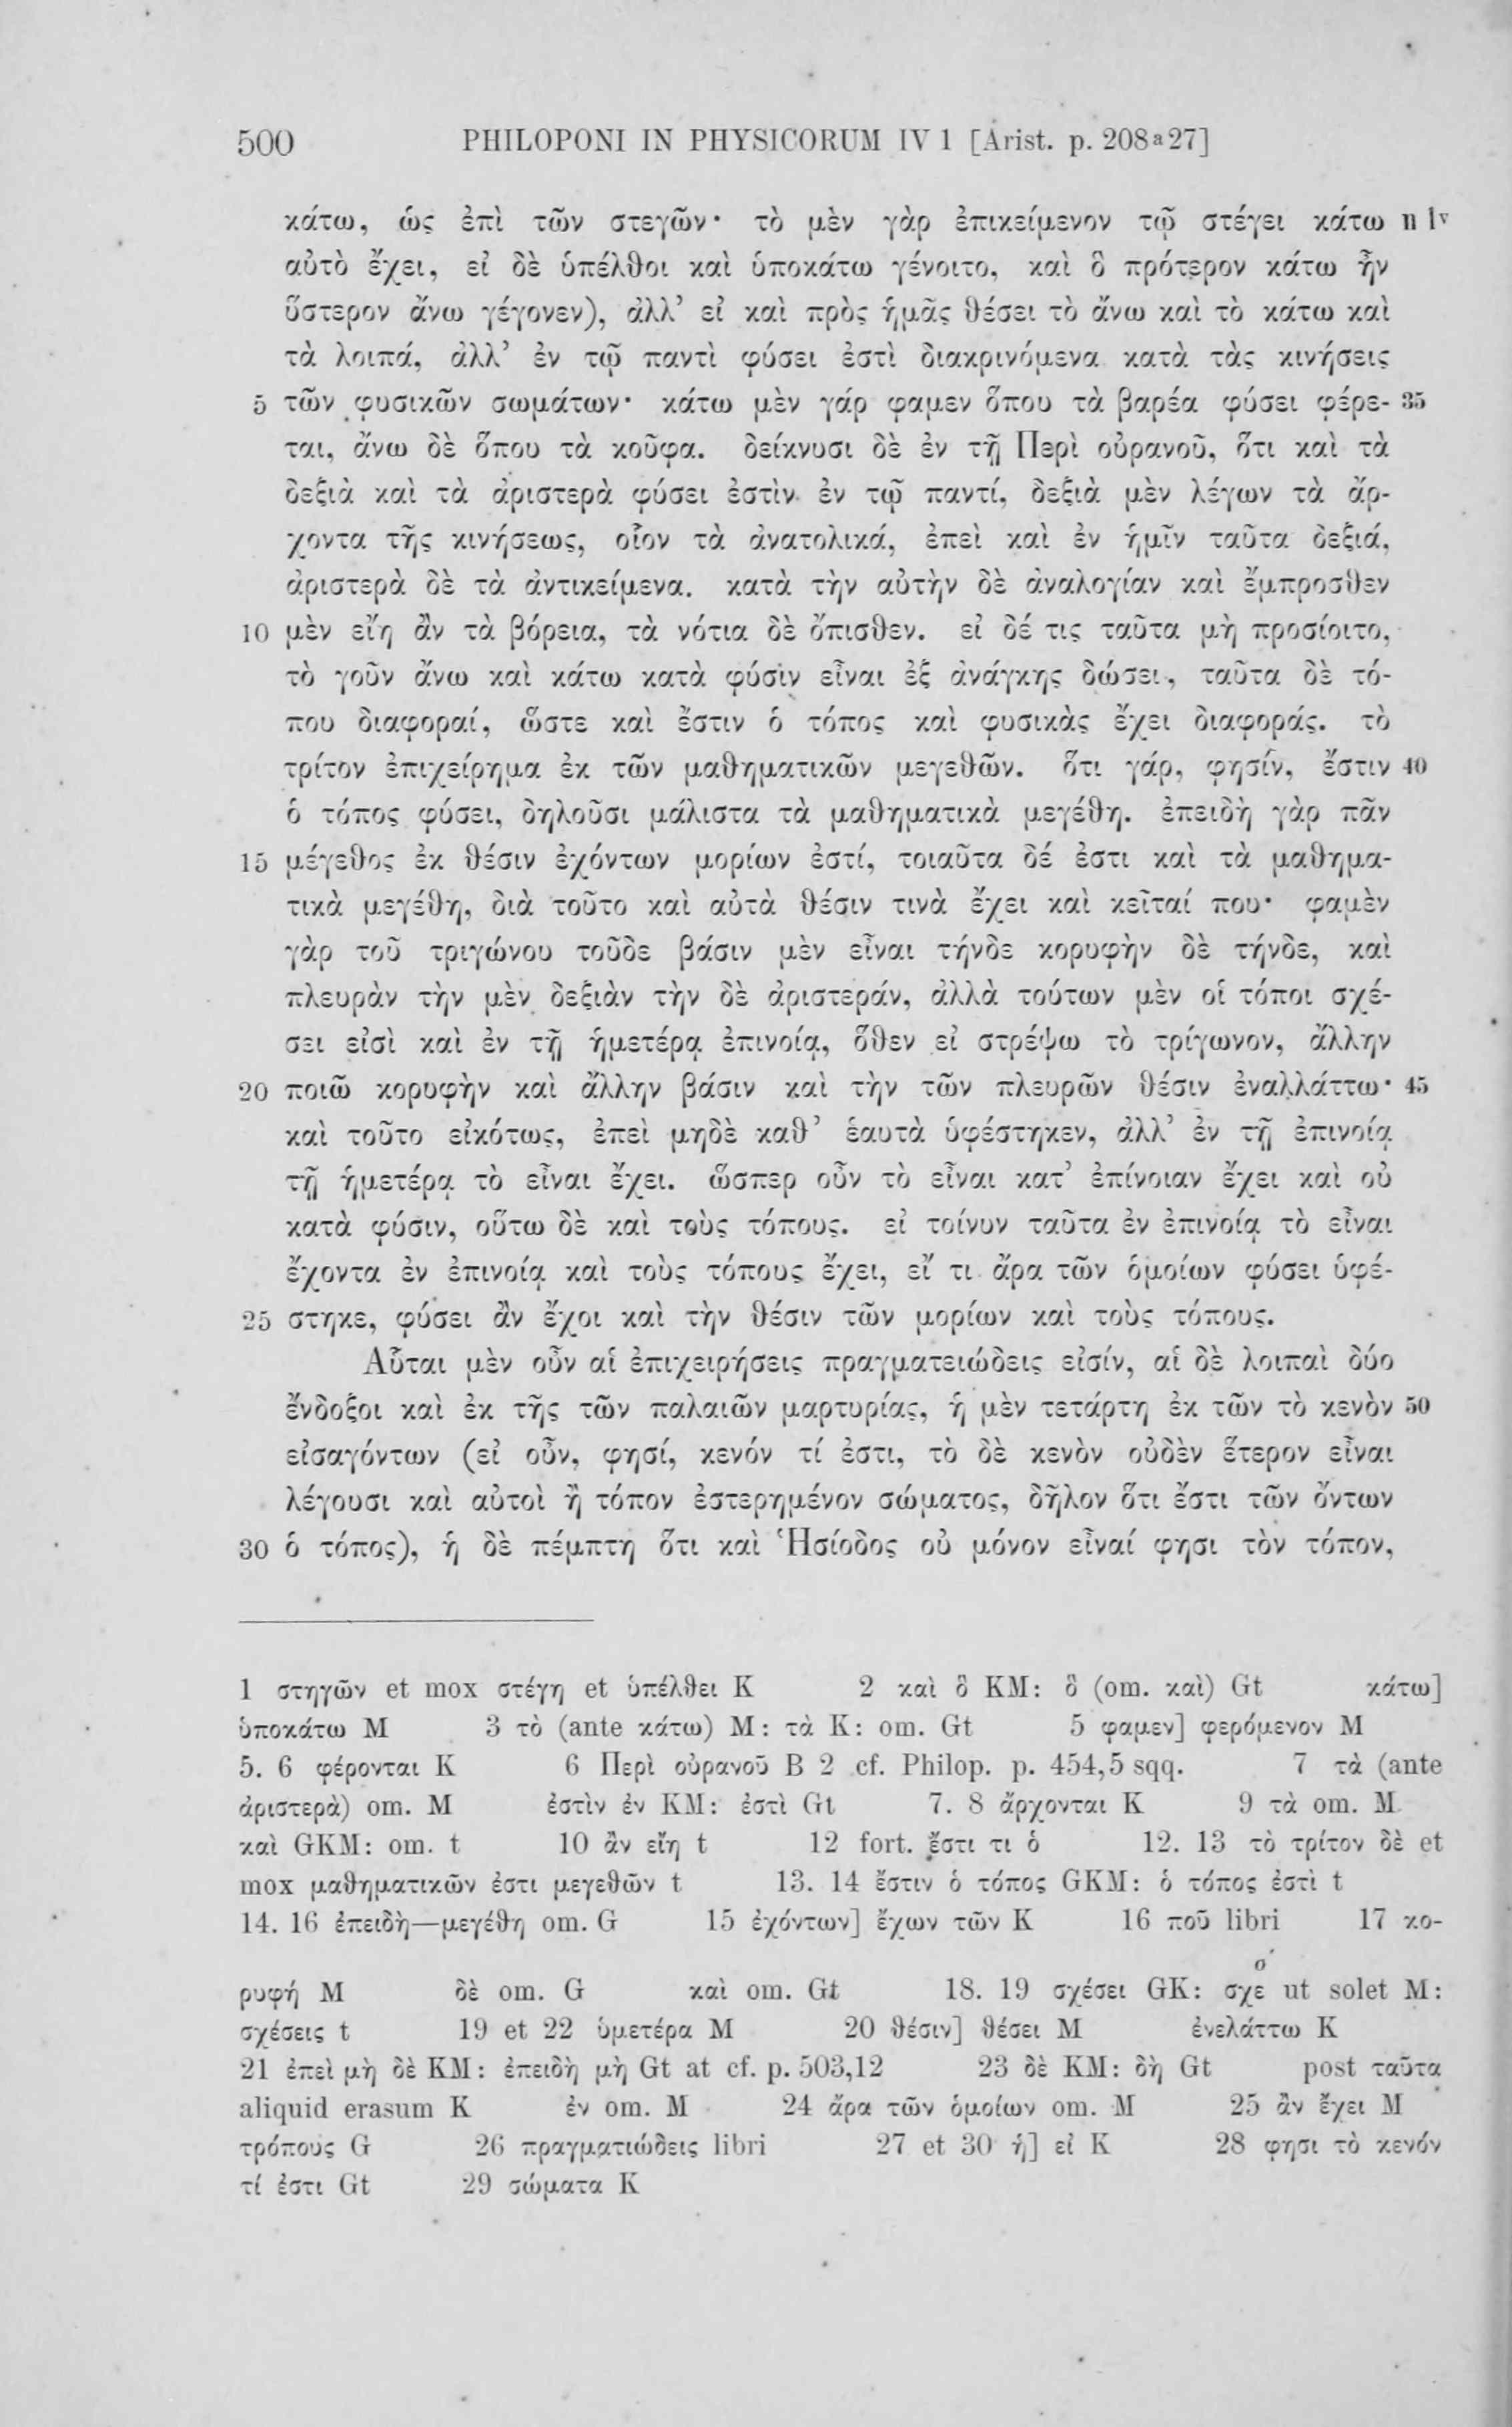 500 PHILOPONI IN PHYSICORUM IV 1 [Arist. p. 208ᵃ27]
κάτω, ὡς ἐπὶ τῶν στεγῶν· τὸ μὲν γὰρ ἐπικείμενον τῷ στέγει κάτω n Iᵛ
αὐτὸ ἔχει, εἰ δὲ ὑπέλθοι καὶ ὑποκάτω γένοιτο, καὶ ὃ πρότερον κάτω ἦν
ὕστερον ἄνω γέγονεν), ἀλλ’ εἰ καὶ πρὸς ἡμᾶς θέσει τὸ ἄνω καὶ τὸ κάτω καὶ
τὰ λοιπά, ἀλλ’ ἐν τῷ παντὶ φύσει ἐστὶ διακρινόμενα κατὰ τὰς κινήσεις
5 τῶν φυσικῶν σωμάτων· κάτω μὲν γάρ φαμεν ὅπου τὰ βαρέα φύσει φέρε- 35
ται, ἄνω δὲ ὅπου τὰ κοῦφα. δείκνυσι δὲ ἐν τῇ Περὶ οὐρανοῦ, ὅτι καὶ τὰ
δεξιὰ καὶ τὰ ἀριστερὰ φύσει ἐστὶν ἐν τῷ παντί, δεξιὰ μὲν λέγων τὰ ἄρ-
χοντα τῆς κινήσεως, οἷον τὰ ἀνατολικά, ἐπεὶ καὶ ἐν ἡμῖν ταῦτα δεξιά,
ἀριστερὰ δὲ τὰ ἀντικείμενα. κατὰ τὴν αὐτὴν δὲ ἀναλογίαν καὶ ἔμπροσθεν
10 μὲν εἴη ἂν τὰ βόρεια, τὰ νότια δὲ ὄπισθεν. εἰ δέ τις ταῦτα μὴ προσίοιτο,
τὸ γοῦν ἄνω καὶ κάτω κατὰ φύσιν εἶναι ἐξ ἀνάγκης δώσει, ταῦτα δὲ τό-
που διαφοραί, ὥστε καὶ ἔστιν ὁ τόπος καὶ φυσικὰς ἔχει διαφοράς. τὸ
τρίτον ἐπιχείρημα ἐκ τῶν μαθηματικῶν μεγεθῶν. ὅτι γάρ, φησίν, ἔστιν 40
ὁ τόπος φύσει, δηλοῦσι μάλιστα τὰ μαθηματικὰ μεγέθη. ἐπειδὴ γὰρ πᾶν
15 μέγεθος ἐκ θέσιν ἐχόντων μορίων ἐστί, τοιαῦτα δέ ἐστι καὶ τὰ μαθημα-
τικὰ μεγέθη, διὰ τοῦτο καὶ αὐτὰ θέσιν τινὰ ἔχει καὶ κεῖταί που· φαμὲν
γὰρ τοῦ τριγώνου τοῦδε βάσιν μὲν εἶναι τήνδε κορυφὴν δὲ τήνδε, καὶ
πλευρὰν τὴν μὲν δεξιὰν τὴν δὲ ἀριστεράν, ἀλλὰ τούτων μὲν οἱ τόποι σχέ-
σει εἰσὶ καὶ ἐν τῇ ἡμετέρᾳ ἐπινοίᾳ, ὅθεν εἰ στρέψω τὸ τρίγωνον, ἄλλην
20 ποιῶ κορυφὴν καὶ ἄλλην βάσιν καὶ τὴν τῶν πλευρῶν θέσιν ἐναλλάττω· 45
καὶ τοῦτο εἰκότως, ἐπεὶ μηδὲ καθ’ ἑαυτὰ ὑφέστηκεν, ἀλλ’ ἐν τῇ ἐπινοίᾳ
τῇ ἡμετέρᾳ τὸ εἶναι ἔχει. ὥσπερ οὖν τὸ εἶναι κατ’ ἐπίνοιαν ἔχει καὶ οὐ
κατὰ φύσιν, οὕτω δὲ καὶ τοὺς τόπους. εἰ τοίνυν ταῦτα ἐν ἐπινοίᾳ τὸ εἶναι
ἔχοντα ἐν ἐπινοίᾳ καὶ τοὺς τόπους ἔχει, εἴ τι ἄρα τῶν ὁμοίων φύσει ὑφέ-
25 στηκε, φύσει ἂν ἔχοι καὶ τὴν θέσιν τῶν μορίων καὶ τοὺς τόπους.
Αὗται μὲν οὖν αἱ ἐπιχειρήσεις πραγματειώδεις εἰσίν, αἱ δὲ λοιπαὶ δύο
ἔνδοξοι καὶ ἐκ τῆς τῶν παλαιῶν μαρτυρίας, ἡ μὲν τετάρτη ἐκ τῶν τὸ κενὸν 50
εἰσαγόντων (εἰ οὖν, φησί, κενόν τί ἐστι, τὸ δὲ κενὸν οὐδὲν ἕτερον εἶναι
λέγουσι καὶ αὐτοὶ ἢ τόπον ἐστερημένον σώματος, δῆλον ὅτι ἔστι τῶν ὄντων
30 ὁ τόπος), ἡ δὲ πέμπτη ὅτι καὶ Ἡσίοδος οὐ μόνον εἶναί φησι τὸν τόπον,
1 στηγῶν et mox στέγη et ὑπέλθει K 2 καὶ ὃ KM: ὃ (om. καὶ) Gt κάτω]
ὑποκάτω M 3 τὸ (ante κάτω) M: τὰ K: om. Gt 5 φαμεν] φερόμενον M
5. 6 φέρονται K 6 Περὶ οὐρανοῦ B 2 cf. Philop. p. 454,5 sqq. 7 τὰ (ante
ἀριστερὰ) om. M ἐστὶν ἐν KM: ἐστὶ Gt 7. 8 ἄρχονται K 9 τὰ om. M
καὶ GKM: om. t 10 ἂν εἴη t 12 fort. ἔστι τι ὁ 12. 13 τὸ τρίτον δὲ et
mox μαθηματικῶν ἐστι μεγεθῶν t 13. 14 ἔστιν ὁ τόπος GKM: ὁ τόπος ἐστὶ t
14. 16 ἐπειδὴ—μεγέθη om. G 15 ἐχόντων] ἔχων τῶν K 16 ποῦ libri 17 κο-
ρυφή M δὲ om. G καὶ om. Gt 18. 19 σχέσει GK: σχε^σ´ ut solet M:
σχέσεις t 19 et 22 ὑμετέρα M 20 θέσιν] θέσει M ἐνελάττω K
21 ἐπεὶ μὴ δὲ KM: ἐπειδὴ μὴ Gt at cf. p. 503,12 23 δὲ KM: δὴ Gt post ταῦτα
aliquid erasum K ἐν om. M 24 ἄρα τῶν ὁμοίων om. M 25 ἂν ἔχει M
τρόπους G 26 πραγματιώδεις libri 27 et 30 ἡ] εἰ K 28 φησι τὸ κενόν
τί ἐστι Gt 29 σώματα K